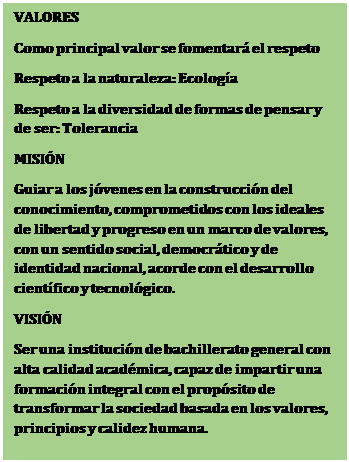 VALORES
Como principal valor se fomentará el respeto
Respeto a la naturaleza: Ecología
Respeto a la diversidad de formas de pensar y
de ser: Tolerancia
MISIÓN
Guiar a los jóvenes en la construcción del
conocimiento, comprometidos con los ideales
de libertad y progreso en un marco de valores,
con un sentido social, democrático y de
identidad nacional, acorde con el desarrollo
científico y tecnológico.
VISIÓN
Ser una institución de bachillerato general con
alta calidad académica, capaz de impartir una
formación integral con el propósito de
transformar la sociedad basada en los valores,
principios y calidez humana.